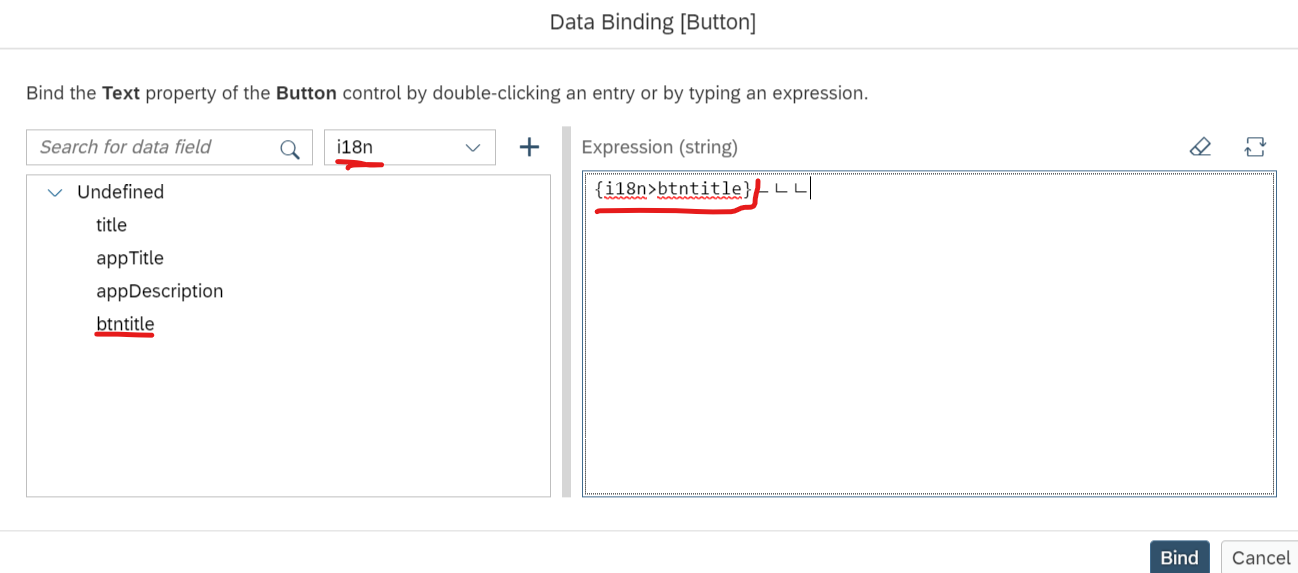 Data Binding [Button]
Bind the Text property of the Button control by double-clicking an entry or by typing an expression.
Search for data field
i18n
+
Expression (string)
Undefined
title
appTitle
appDescription
btntitle
{i18n>btntitle}ㄴㄴㄴ
Bind
Cancel